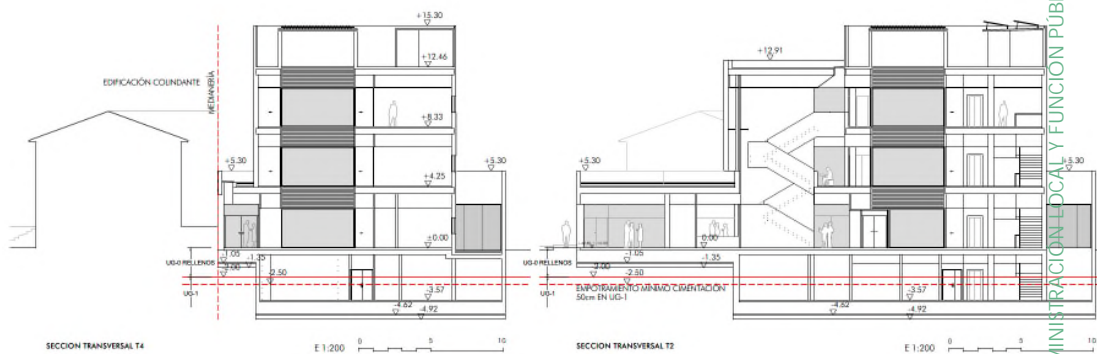 +15.30
+12.46
EDIFICACIÓN COLINDANTE
MEDIANERÍA
+8.33
+5.30
+5.30
+4.25
±0.00
-1.05
-1.35
UG-0 RELLENOS
-2.00
-2.50
UG-1
-3.57
-4.62
-4.92
SECCION TRANSVERSAL T4
E 1:200
0
5
10
+12.91
+5.30
+5.30
0.00
-1.05
-1.35
UG-0 RELLENOS
-2.00
-2.50
UG-1
EMPOTRAMIENTO MINIMO CIMENTACION
50cm EN UG-1
-3.57
-4.62
-4.92
SECCION TRANSVERSAL T2
E 1:200
0
5
10
MINISTRACIÓN LOCAL Y FUNCION PÚB